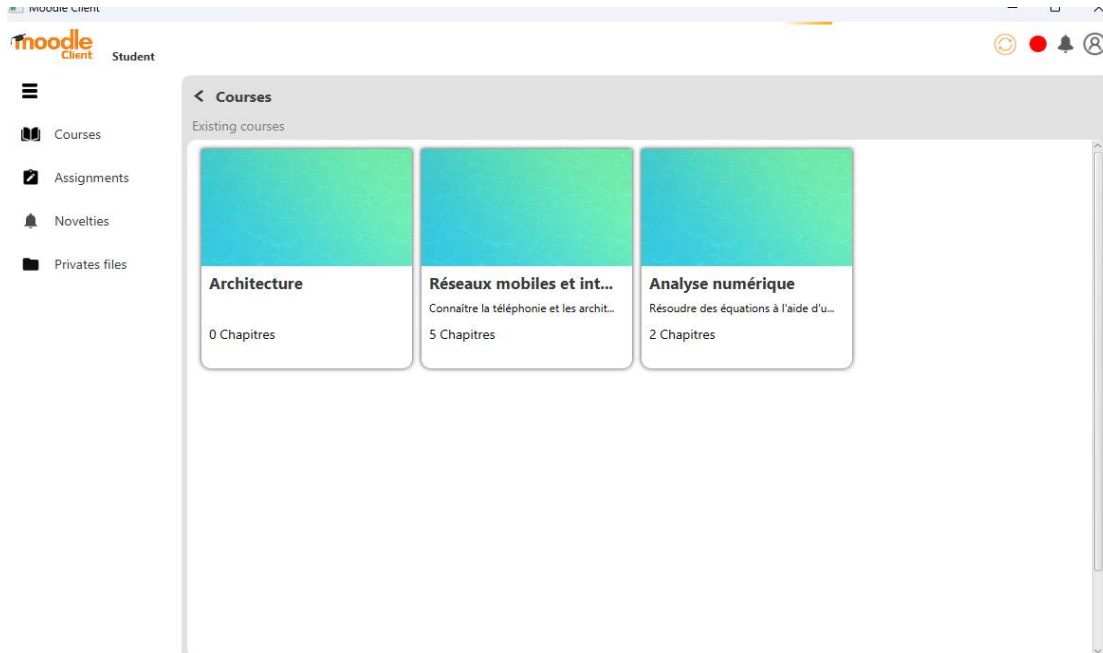 Moodle Client
moodle
Client
Student
Courses
Assignments
Novelties
Privates files
Courses
Existing courses
Architecture
0 Chapitres
Réseaux mobiles et int...
Connaître la téléphonie et les archit...
5 Chapitres
Analyse numérique
Résoudre des équations à l'aide d'u...
2 Chapitres